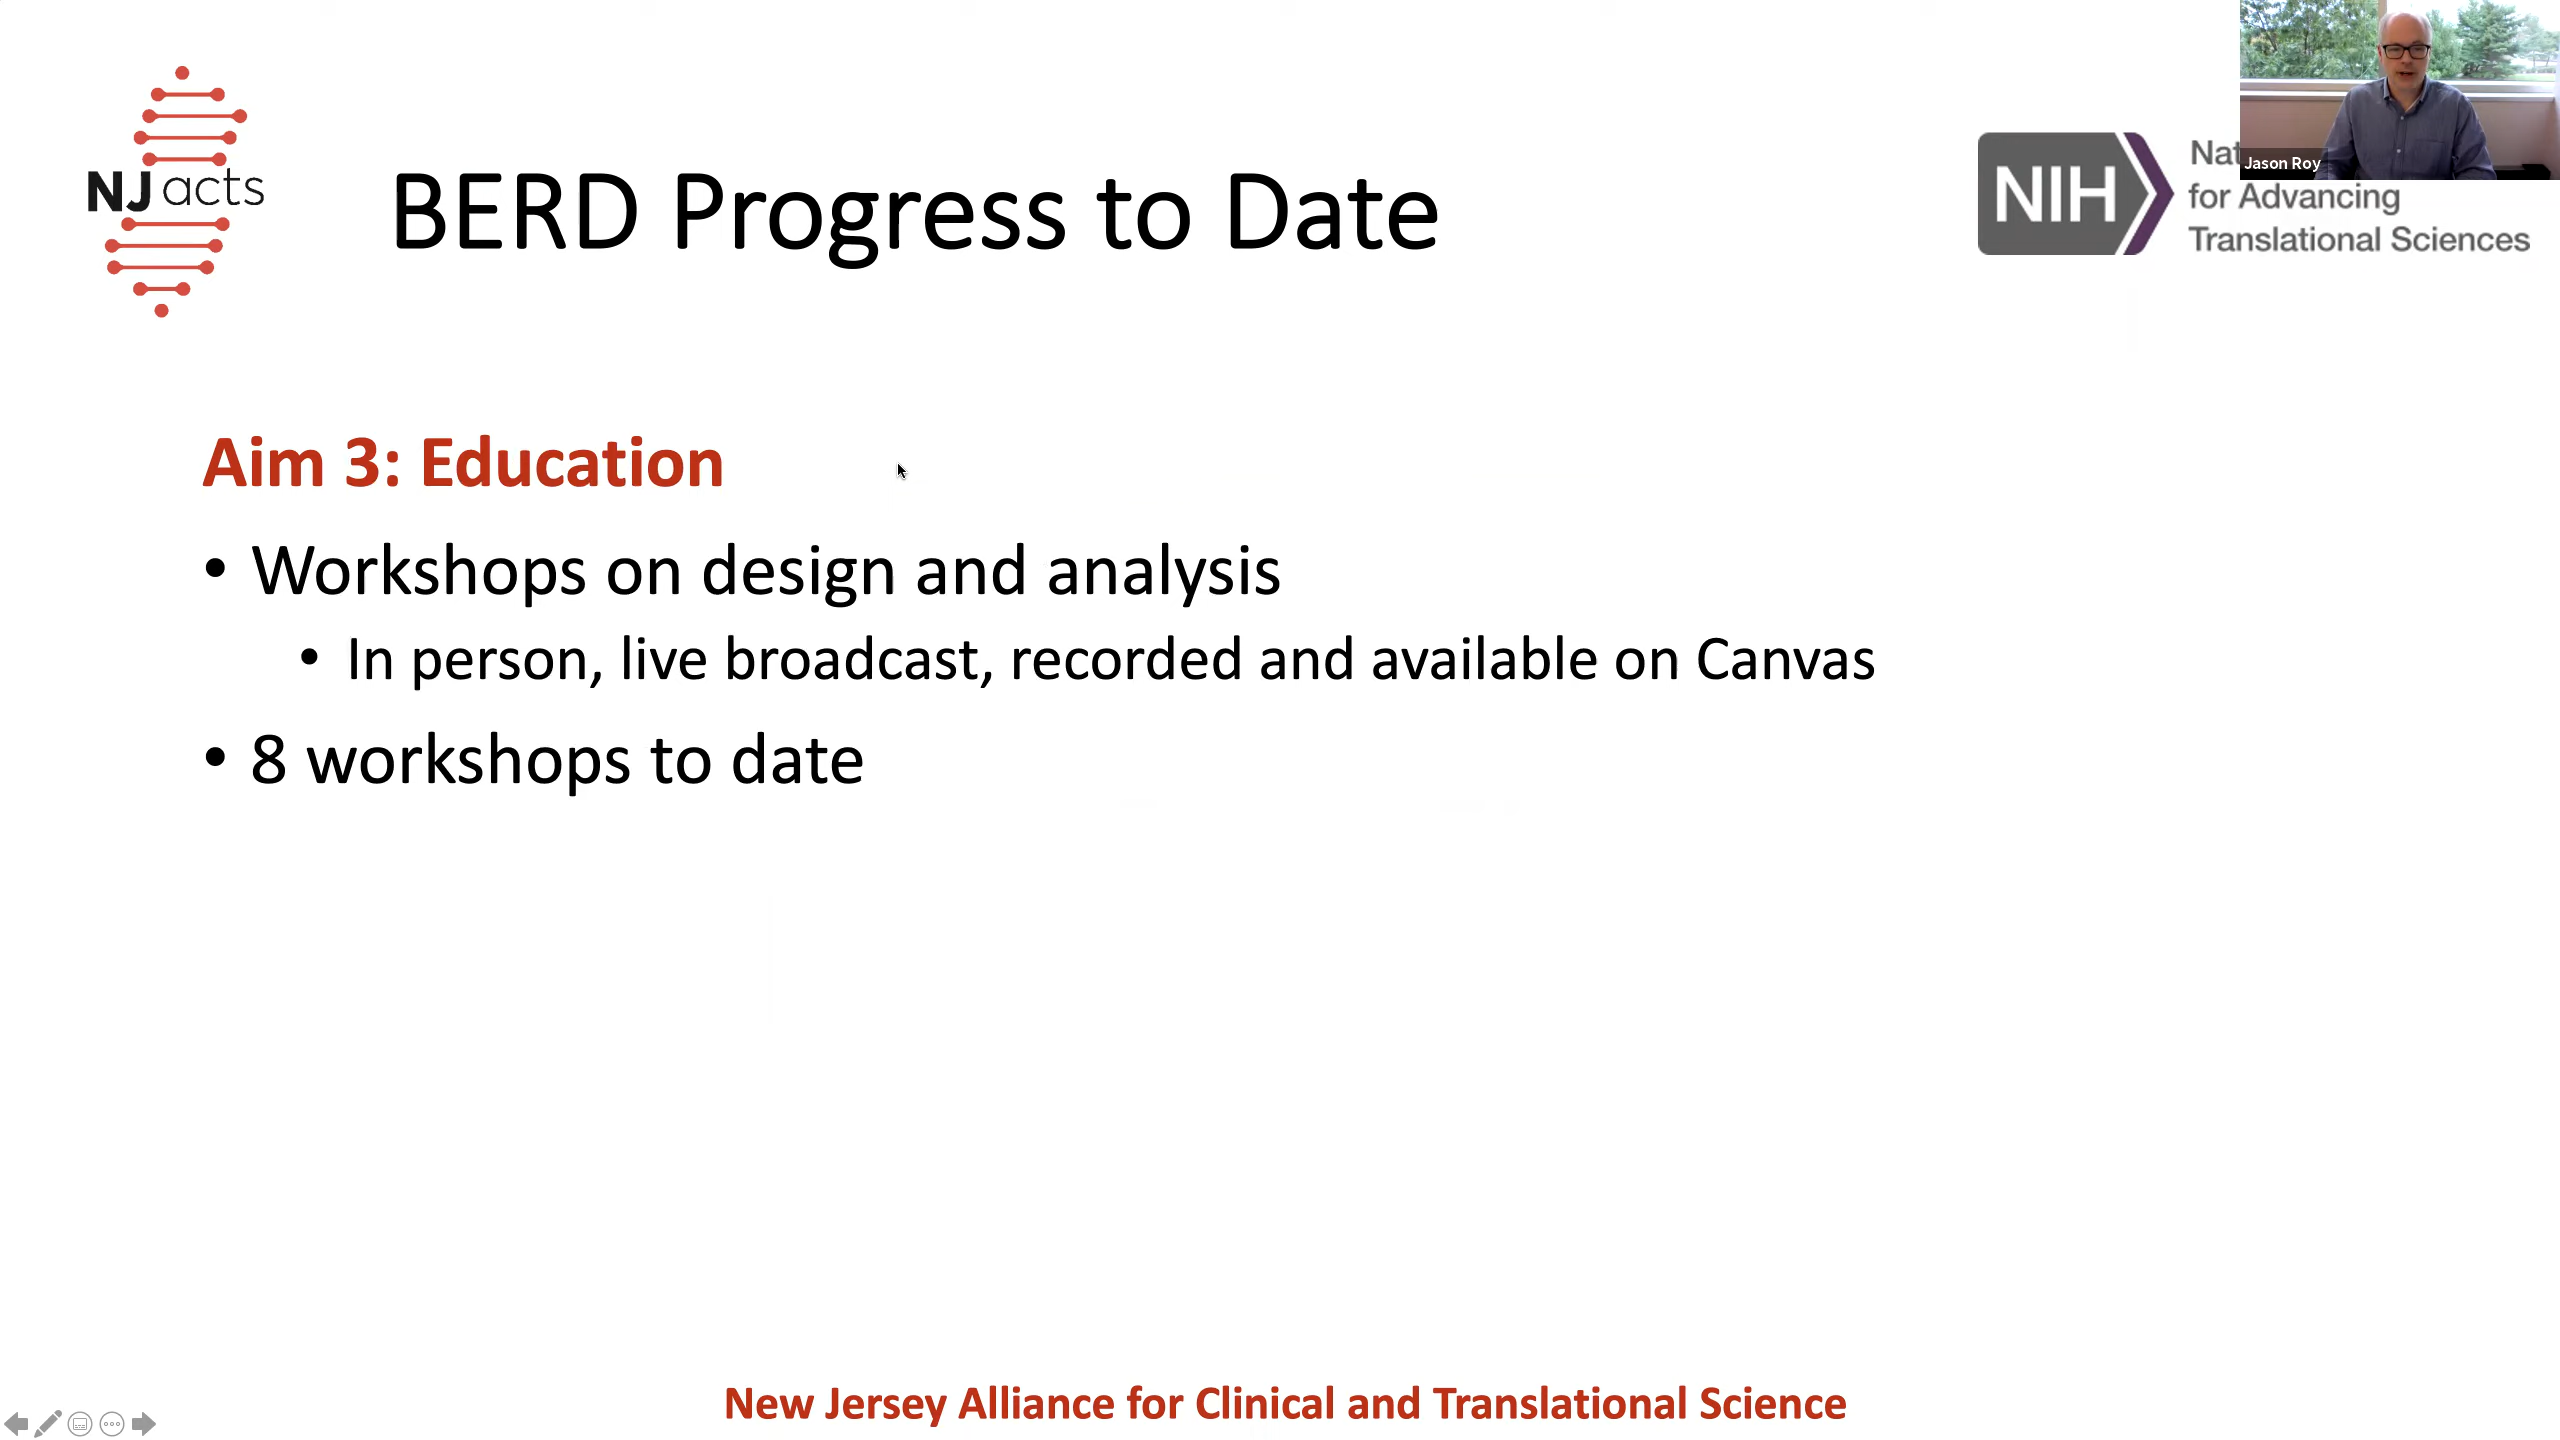 NJ acts
BERD Progress to Date
NIH
Nat
for Advancing
Translational Sciences
Jason Roy
Aim 3: Education
• Workshops on design and analysis
• In person, live broadcast, recorded and available on Canvas
• 8 workshops to date
New Jersey Alliance for Clinical and Translational Science